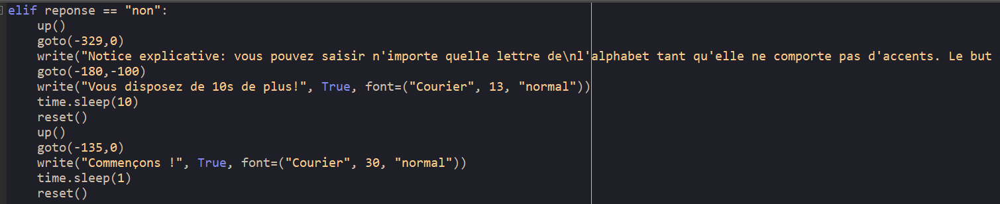 elif reponse == "non":
    up()
    goto(-329,0)
    write("Notice explicative: vous pouvez saisir n'importe quelle lettre de\nl'alphabet tant qu'elle ne comporte pas d'accents. Le but
    goto(-180,-100)
    write("Vous disposez de 10s de plus!", True, font=("Courier", 13, "normal"))
    time.sleep(10)
    reset()
    up()
    goto(-135,0)
    write("Commençons !", True, font=("Courier", 30, "normal"))
    time.sleep(1)
    reset()